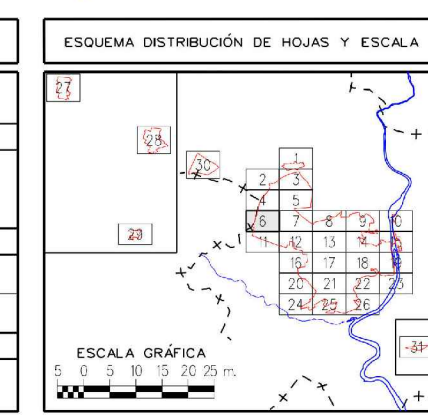 ESQUEMA DISTRIBUCIÓN DE HOJAS Y ESCALA
27
28
30
1
2 3
4 5
6 7 8 9 10
29
11 12 13 14 15
16 17 18 19
20 21 22 23
24 25 26
31
ESCALA GRÁFICA
5 0 5 10 15 20 25 m.